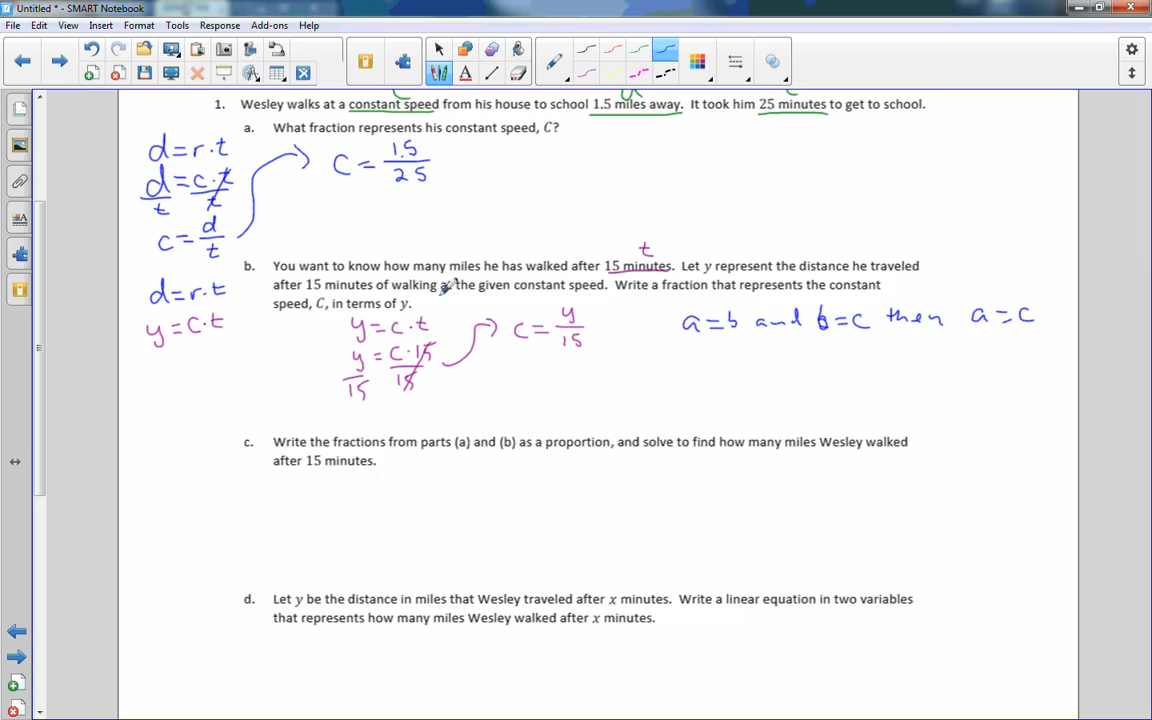 Untitled * - SMART Notebook
File Edit View Insert Format Tools Response Add-ons Help
1. Wesley walks at a constant speed from his house to school 1.5 miles away. It took him 25 minutes to get to school.
a. What fraction represents his constant speed, C?
d = r · t
C = 1.5/25
d/t = c · t/t
c = d/t
t
b. You want to know how many miles he has walked after 15 minutes. Let y represent the distance he traveled
after 15 minutes of walking at the given constant speed. Write a fraction that represents the constant
speed, C, in terms of y.
d = r · t
y = c · t
y = c · t
y/15 = c · 15/15
c = y/15
a = b and b = c then a = c
c. Write the fractions from parts (a) and (b) as a proportion, and solve to find how many miles Wesley walked
after 15 minutes.
d. Let y be the distance in miles that Wesley traveled after x minutes. Write a linear equation in two variables
that represents how many miles Wesley walked after x minutes.